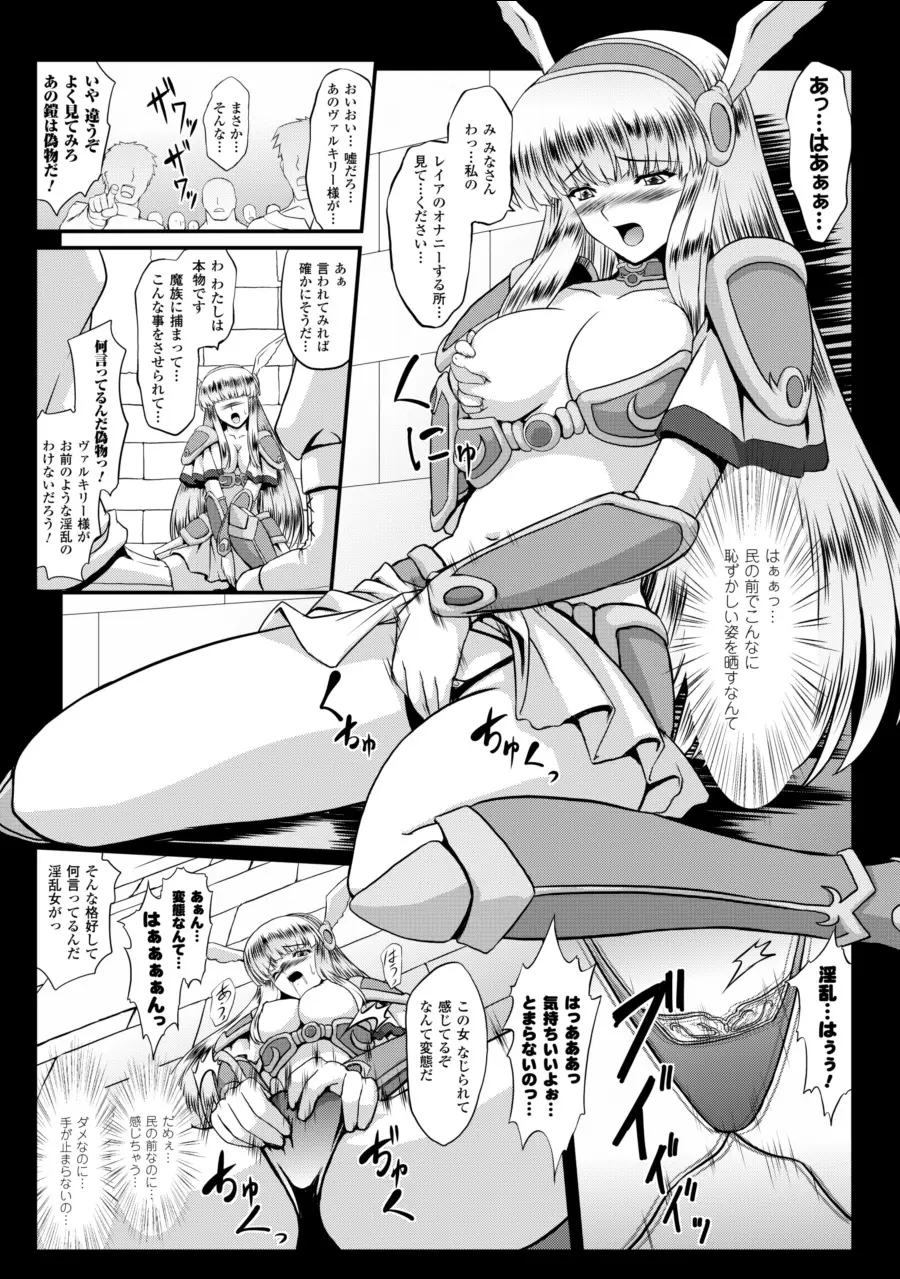 あっ…はあぁぁ…
みみなさん
わっ…私の
レイアのオナニーする所…
見て…ください…
くに
にゅ
はぁぁっ…
民の前でこんなに
恥ずかしい姿を晒すなんて
ぢゅ
ちゅくっ
おいおい…嘘だろ…
あのヴァルキリー様が…
ザワッ
ザワ
まさか…
そんな…
いや 違うぞ
よく見てみろ
あの鎧は偽物だ!
あぁ
言われてみれば
確かにそうだ…
わ わたしは
本物です
魔族に捕まって…
こんな事をさせられて…
何言ってるんだ偽物っ!
ヴァルキリー様が
お前のような淫乱の
わけないだろう!
淫乱…はぅぅ!
ズイ
ズイ
はっあああっ
気持ちいいよぉ…
とまらないのっ…
この女 なじられて
感じてるぞ
なんて変態だ
はぅっ
あぅっ
あぁん…
変態なんて…
はぁぁぁぁんっ
そんな格好して
何言ってるんだ
淫乱女がっ
ちゅく
ぢゅくっ
だめぇ…
民の前なのに…
感じちゃう…
ダメなのに…
手が止まらないの…